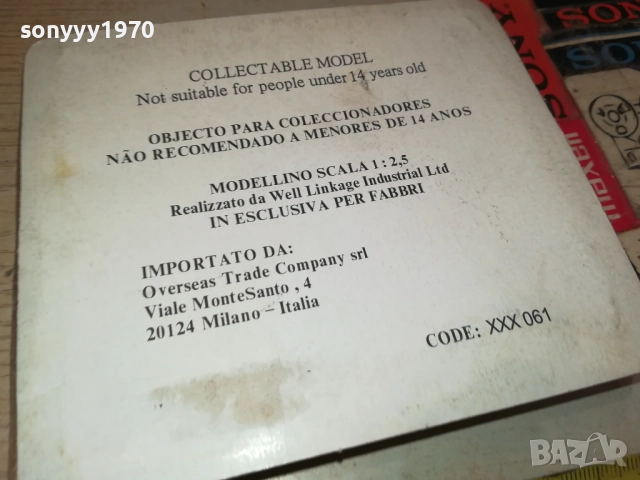 sonyyy1970
COLLECTABLE MODEL
Not suitable for people under 14 years old
OBJECTO PARA COLECCIONADORES
NÃO RECOMENDADO A MENORES DE 14 ANOS
MODELLINO SCALA 1 : 2,5
Realizzato da Well Linkage Industrial Ltd
IN ESCLUSIVA PER FABBRI
IMPORTATO DA:
Overseas Trade Company srl
Viale MonteSanto , 4
20124 Milano – Italia
CODE: XXX 061
SONY
maxell
BAZAR